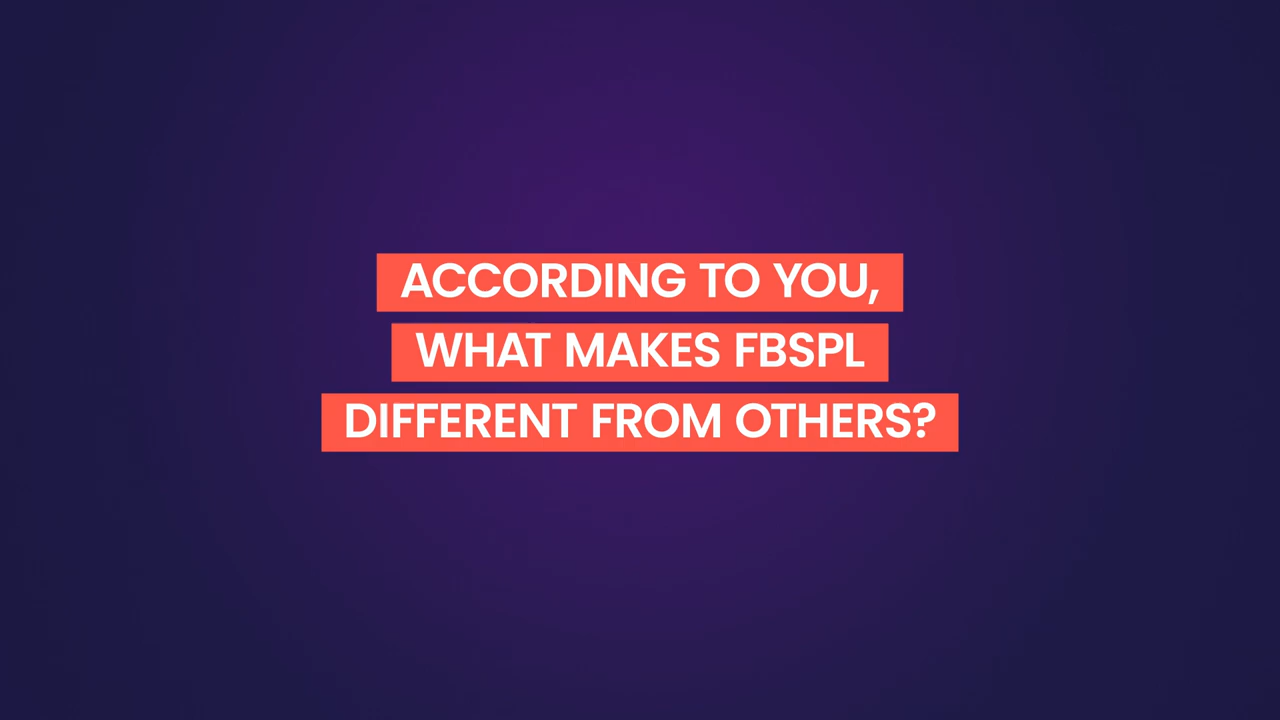 ACCORDING TO YOU,
WHAT MAKES FBSPL
DIFFERENT FROM OTHERS?